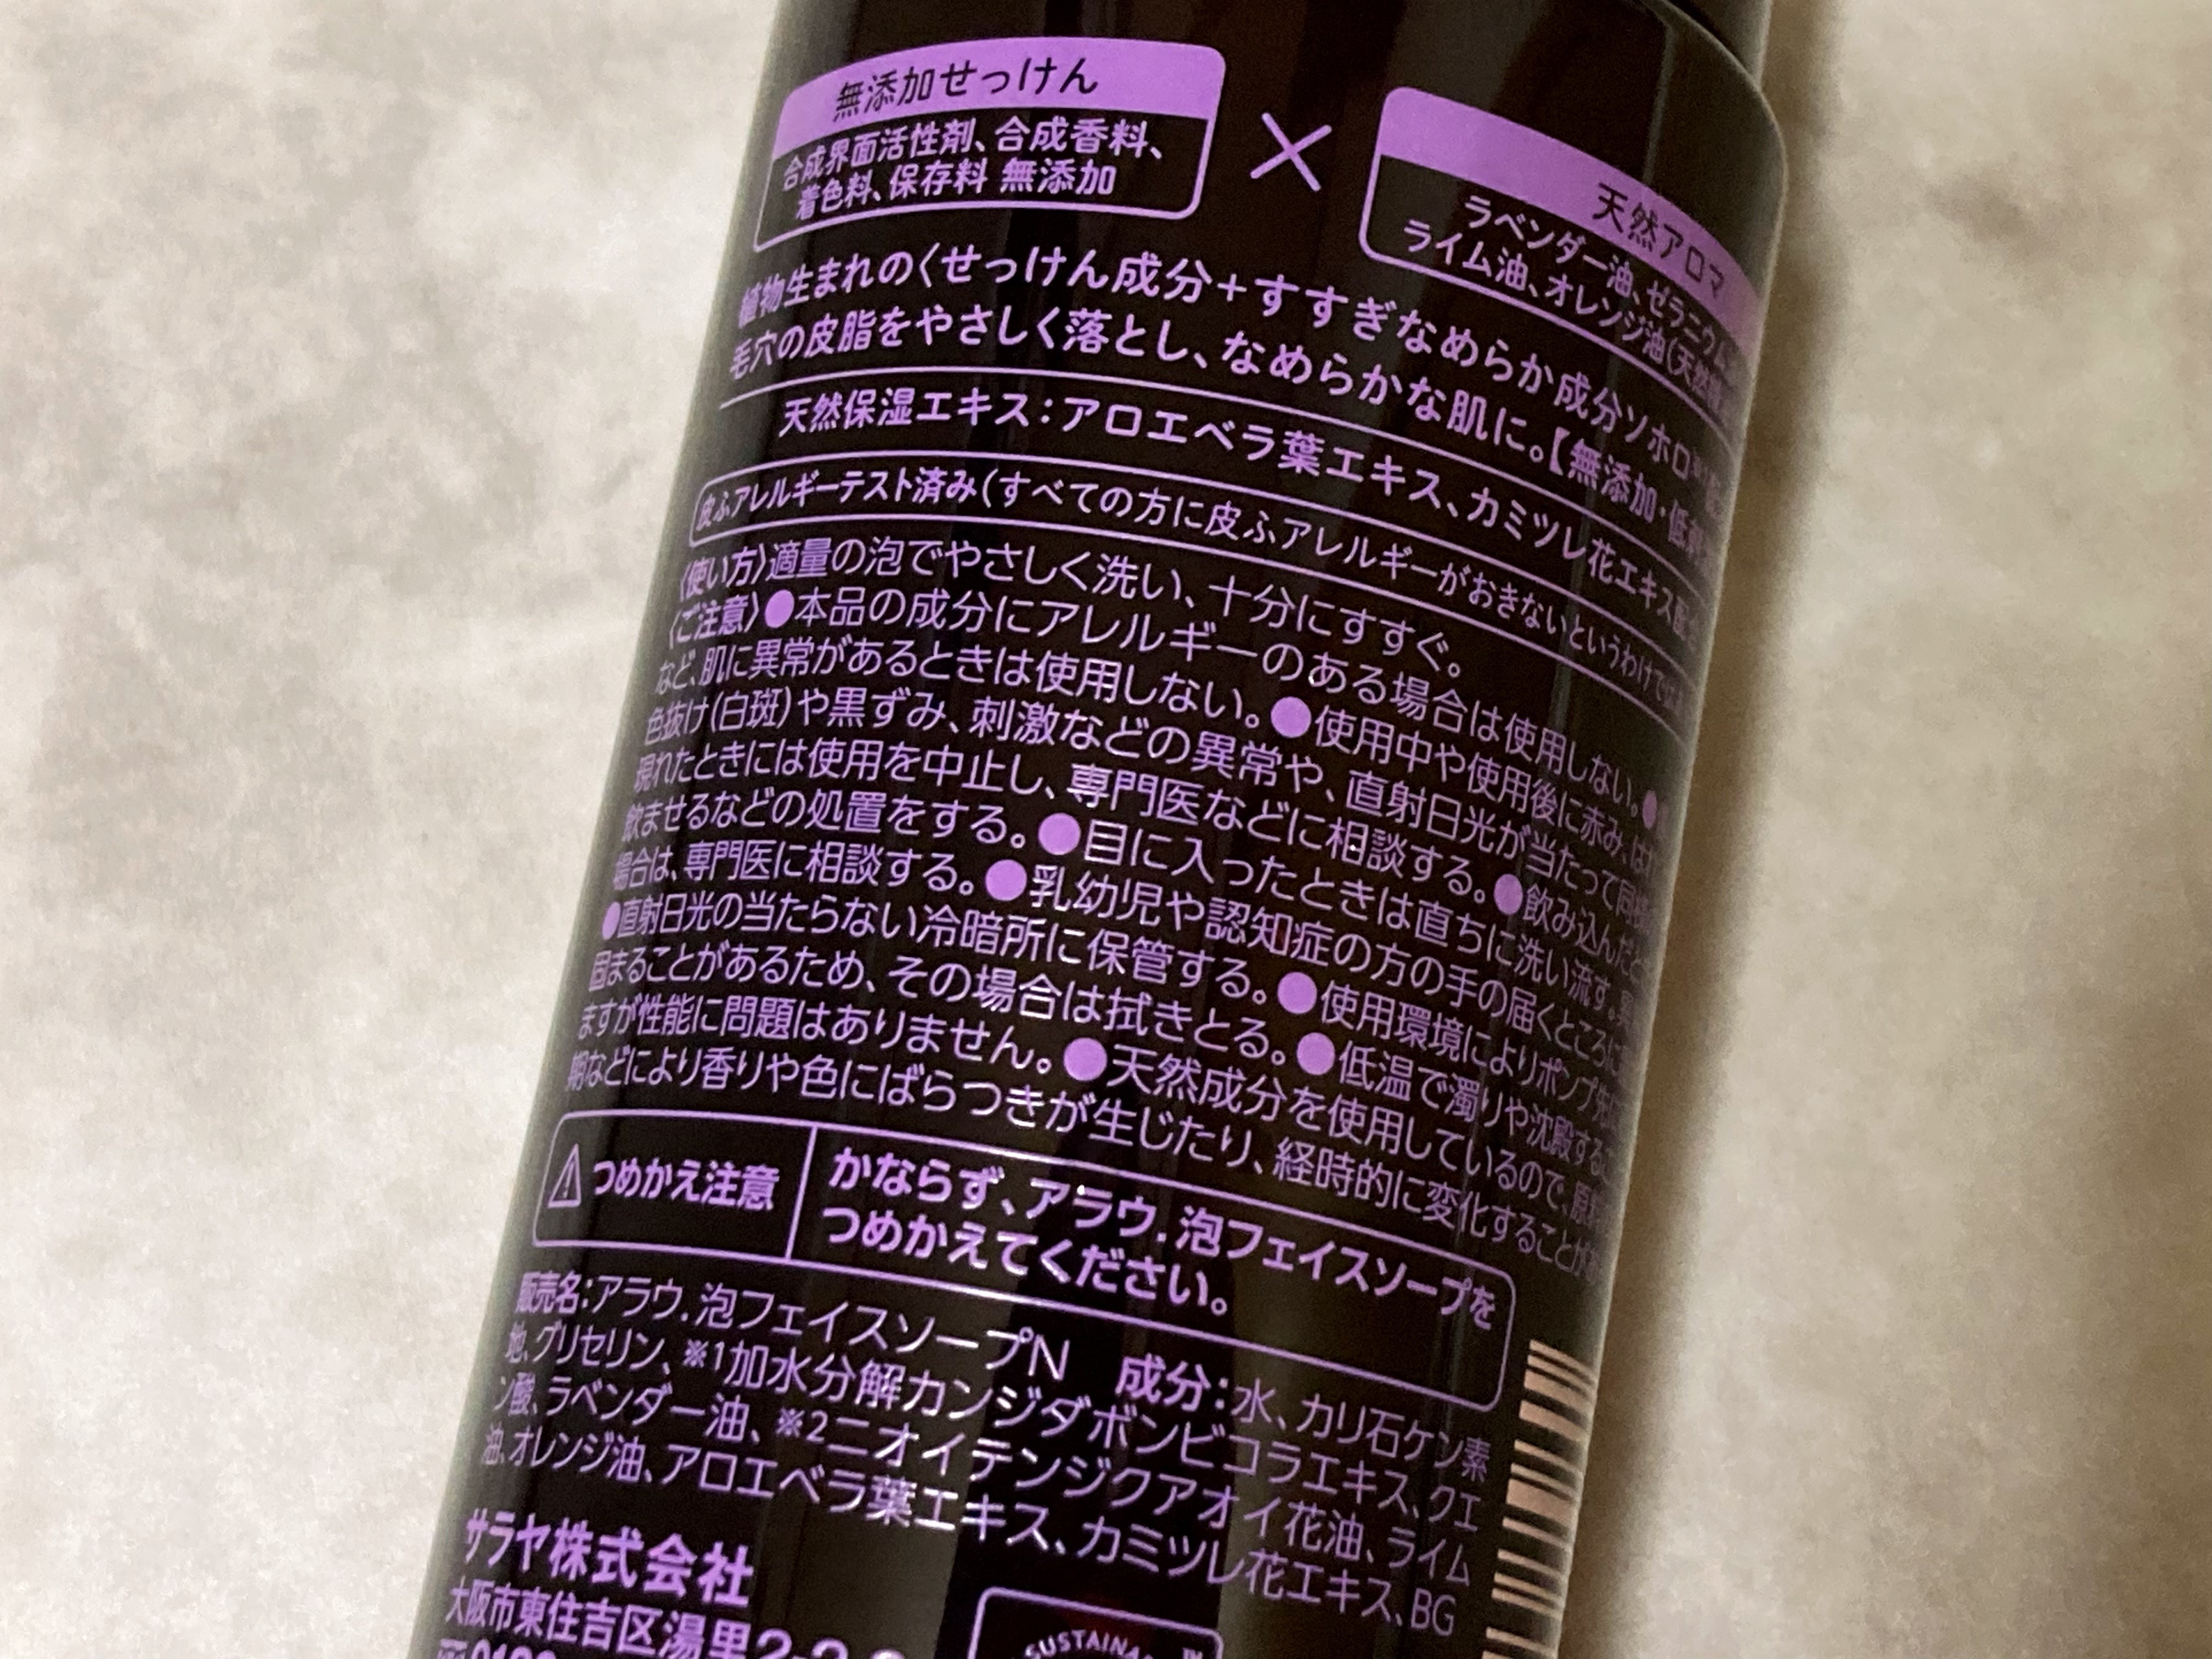 無添加せっけん
合成界面活性剤、合成香料、
着色料、保存料 無添加
×
天然アロマ
ラベンダー油、ゼラニウム
ライム油、オレンジ油(天然
植物生まれの〈せっけん成分+すすぎなめらか成分ソホロ
毛穴の皮脂をやさしく落とし、なめらかな肌に。【無添加・低刺
天然保湿エキス:アロエベラ葉エキス、カミツレ花エキス配
皮ふアレルギーテスト済み(すべての方に皮ふアレルギーがおきないというわけでは
〈使い方〉適量の泡でやさしく洗い、十分にすすぐ。
〈ご注意〉●本品の成分にアレルギーのある場合は使用しない。●
など、肌に異常があるときは使用しない。●使用中や使用後に赤み、はれ
色抜け(白斑)や黒ずみ、刺激などの異常や、直射日光が当たって同様
現れたときには使用を中止し、専門医などに相談する。●飲み込んだと
飲ませるなどの処置をする。●目に入ったときは直ちに洗い流す。異
場合は、専門医に相談する。●乳幼児や認知症の方の手の届くところに
●直射日光の当たらない冷暗所に保管する。●使用環境によりポンプ先
固まることがあるため、その場合は拭きとる。●低温で濁りや沈殿する
ますが性能に問題はありません。●天然成分を使用しているので、原料
期などにより香りや色にばらつきが生じたり、経時的に変化することが
⚠つめかえ注意
かならず、アラウ.泡フェイスソープを
つめかえてください。
販売名:アラウ.泡フェイスソープN 成分:水、カリ石ケン素
地、グリセリン、※1加水分解カンジダボンビコラエキス、クエ
ン酸、ラベンダー油、※2ニオイテンジクアオイ花油、ライム
油、オレンジ油、アロエベラ葉エキス、カミツレ花エキス、BG
サラヤ株式会社
大阪市東住吉区湯里2-2-
0120
SUSTAINA
TM